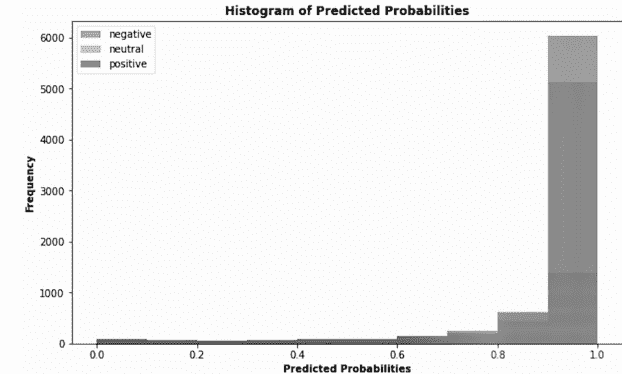 Histogram of Predicted Probabilities
negative
neutral
positive
6000
5000
4000
3000
2000
1000
0
Frequency
0.0 0.2 0.4 0.6 0.8 1.0
Predicted Probabilities